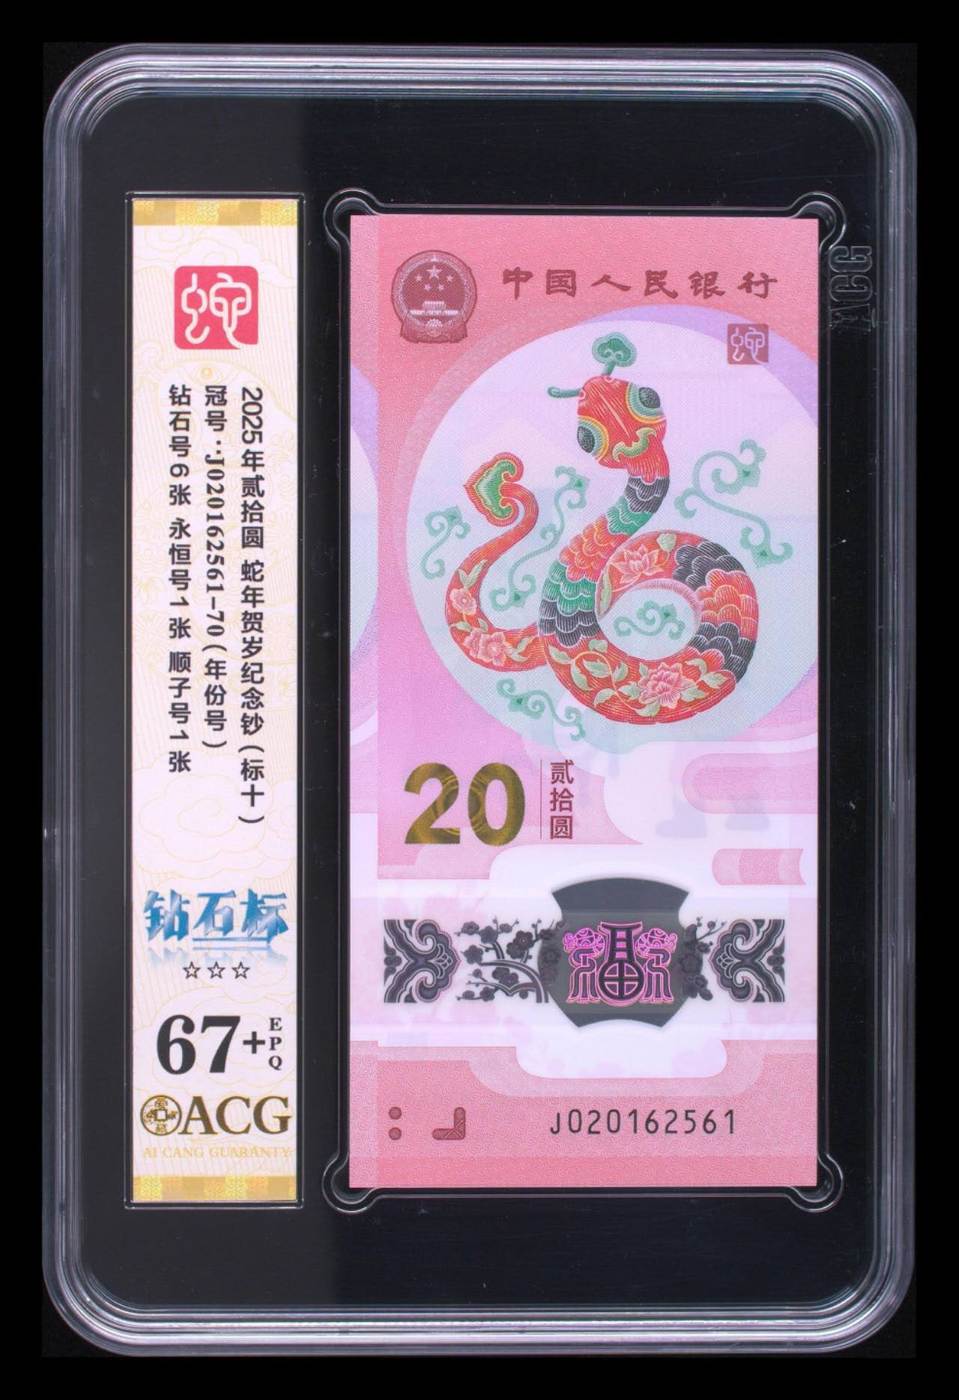 蛇
2025年贰拾圆 蛇年贺岁纪念钞(标十)
冠号:J020162561-70(年份号)
钻石号6张 永恒号1张 顺子号1张
钻石标
☆☆☆
67+EPQ
ACG
AI CANG GUARANTY
中国人民银行
蛇
20
贰拾圆
福
J020162561
ACG